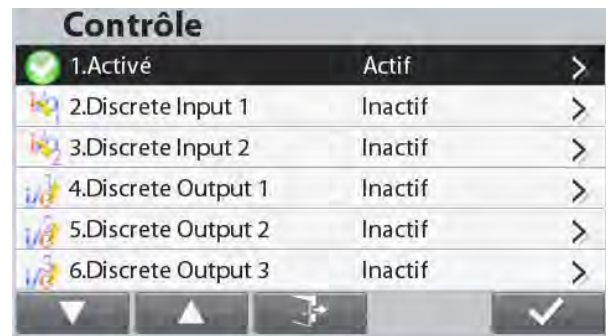 Contrôle
1.Activé Actif >
2.Discrete Input 1 Inactif >
3.Discrete Input 2 Inactif >
4.Discrete Output 1 Inactif >
5.Discrete Output 2 Inactif >
6.Discrete Output 3 Inactif >